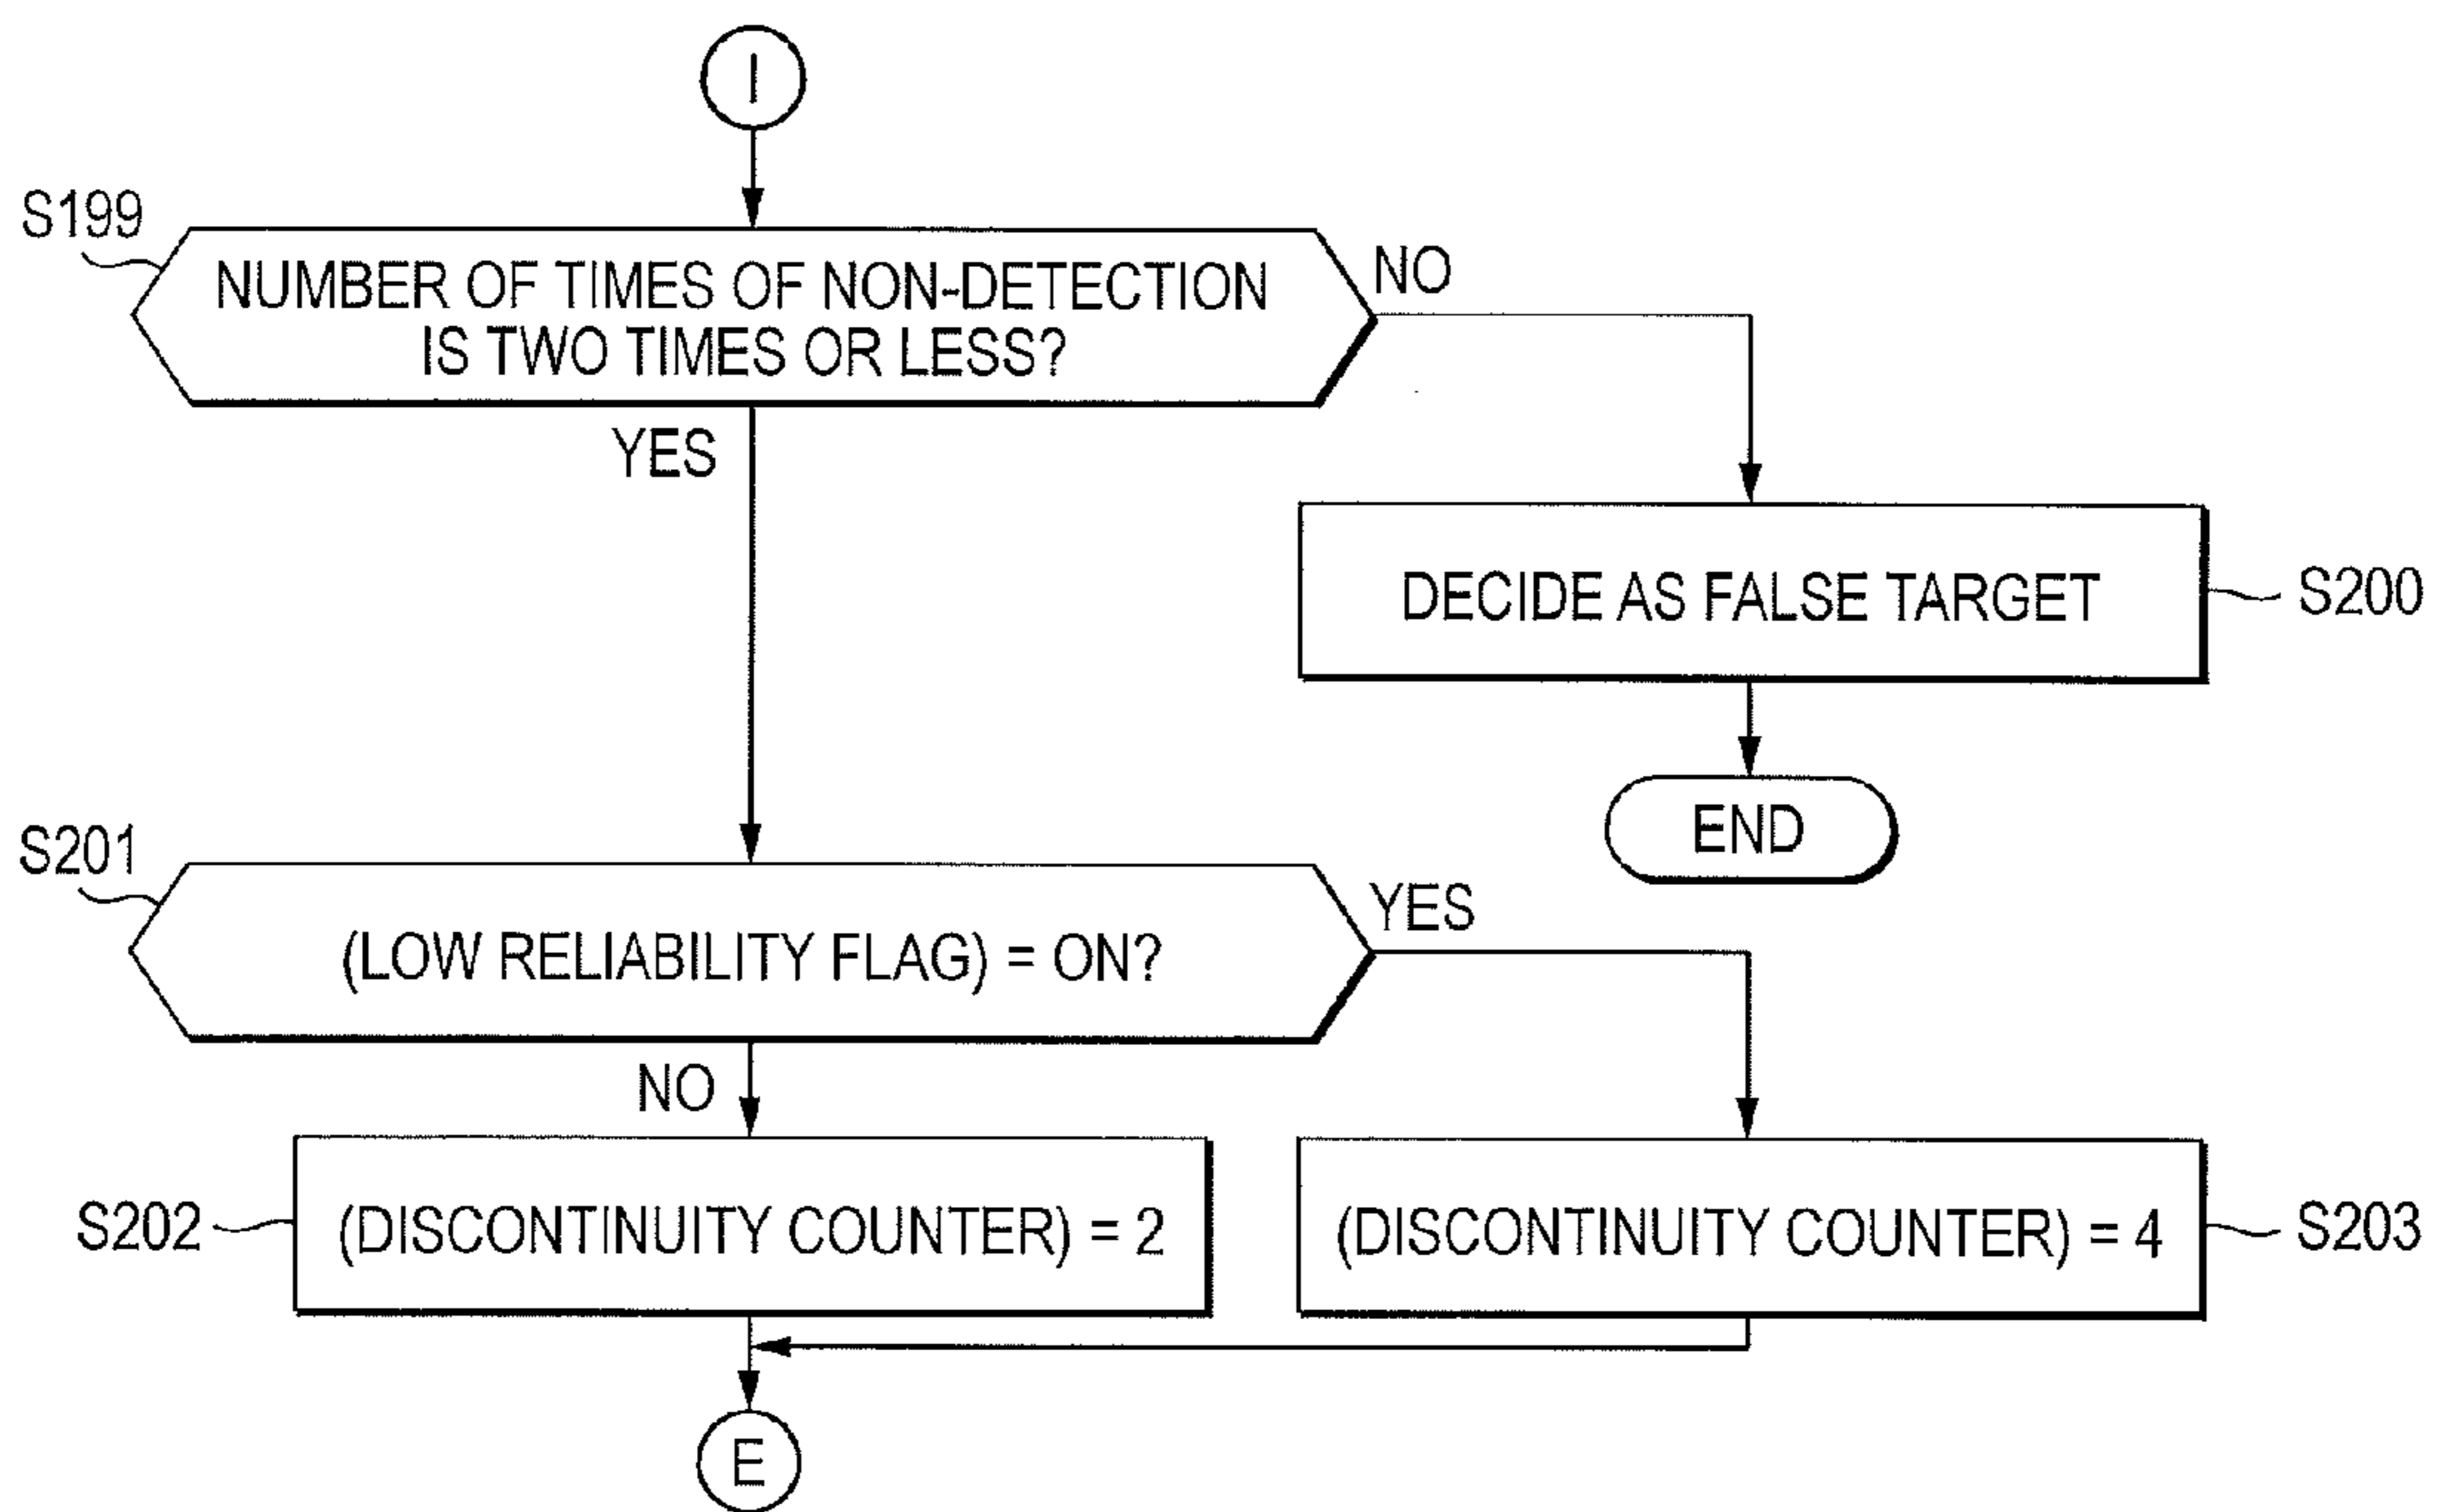 I
S199
NUMBER OF TIMES OF NON-DETECTION
IS TWO TIMES OR LESS?
NO
YES
DECIDE AS FALSE TARGET
S200
END
S201
(LOW RELIABILITY FLAG) = ON?
YES
NO
S202
(DISCONTINUITY COUNTER) = 2
(DISCONTINUITY COUNTER) = 4
S203
E